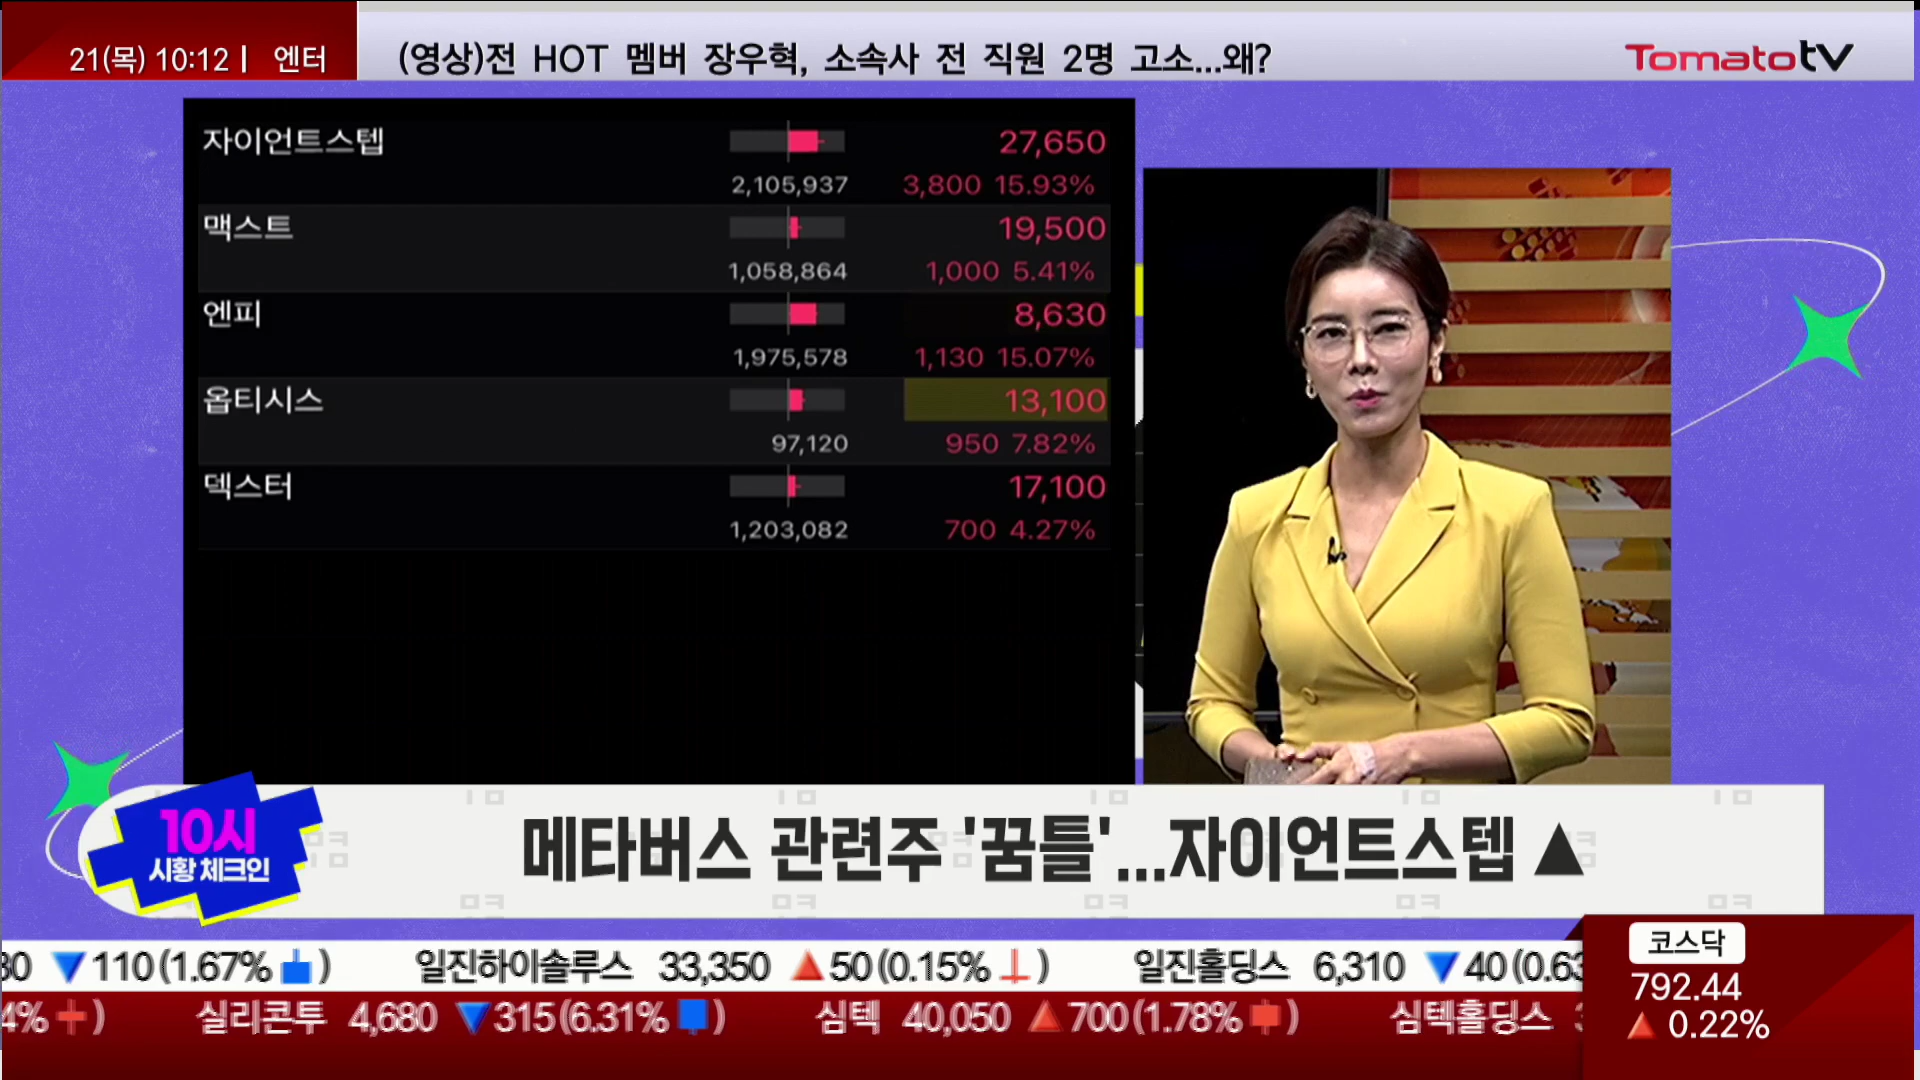 21(목) 10:12 | 엔터
(영상)전 HOT 멤버 장우혁, 소속사 전 직원 2명 고소...왜?
Tomatotv
자이언트스텝 27,650
2,105,937 3,800 15.93%
맥스트 19,500
1,058,864 1,000 5.41%
엔피 8,630
1,975,578 1,130 15.07%
옵티시스 13,100
97,120 950 7.82%
덱스터 17,100
1,203,082 700 4.27%
10시
시황 체크인
메타버스 관련주 '꿈틀'...자이언트스텝 ▲
30 ▼110(1.67% ) 일진하이솔루스 33,350 ▲50(0.15% ) 일진홀딩스 6,310 ▼40(0.63
4% ) 실리콘투 4,680 ▼315(6.31% ) 심텍 40,050 ▲700(1.78% ) 심텍홀딩스
코스닥
792.44
▲ 0.22%